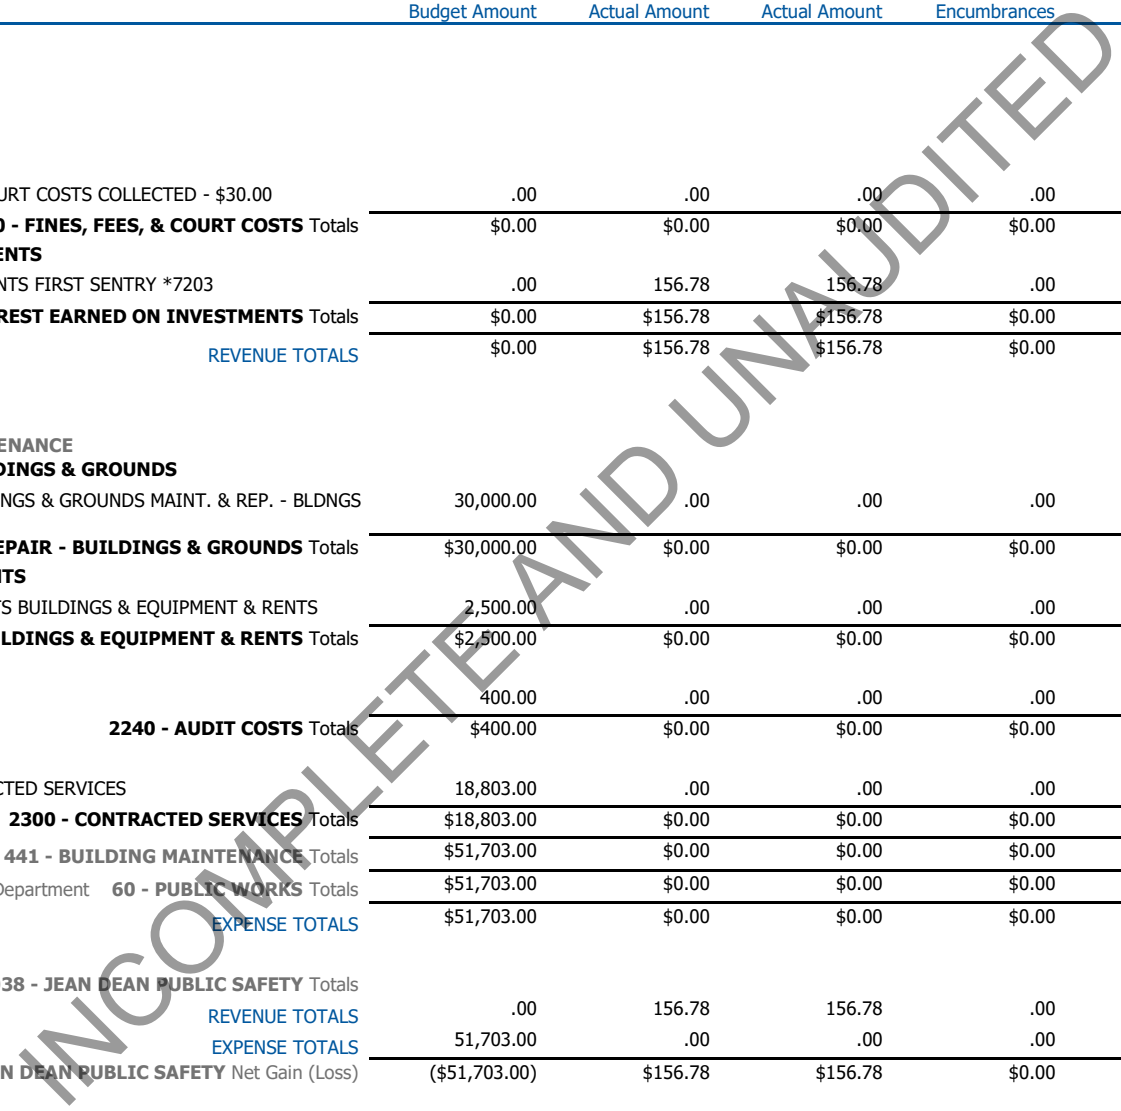 Budget Amount Actual Amount Actual Amount Encumbrances
URT COSTS COLLECTED - $30.00 .00 .00 .00 .00
0 - FINES, FEES, & COURT COSTS Totals $0.00 $0.00 $0.00 $0.00
ENTS
NTS FIRST SENTRY *7203 .00 156.78 156.78 .00
REST EARNED ON INVESTMENTS Totals $0.00 $156.78 $156.78 $0.00
REVENUE TOTALS $0.00 $156.78 $156.78 $0.00
ENANCE
DINGS & GROUNDS
NGS & GROUNDS MAINT. & REP. - BLDNGS 30,000.00 .00 .00 .00
EPAIR - BUILDINGS & GROUNDS Totals $30,000.00 $0.00 $0.00 $0.00
NTS
TS BUILDINGS & EQUIPMENT & RENTS 2,500.00 .00 .00 .00
LDINGS & EQUIPMENT & RENTS Totals $2,500.00 $0.00 $0.00 $0.00
400.00 .00 .00 .00
2240 - AUDIT COSTS Totals $400.00 $0.00 $0.00 $0.00
CTED SERVICES 18,803.00 .00 .00 .00
2300 - CONTRACTED SERVICES Totals $18,803.00 $0.00 $0.00 $0.00
441 - BUILDING MAINTENANCE Totals $51,703.00 $0.00 $0.00 $0.00
Department 60 - PUBLIC WORKS Totals $51,703.00 $0.00 $0.00 $0.00
EXPENSE TOTALS $51,703.00 $0.00 $0.00 $0.00
38 - JEAN DEAN PUBLIC SAFETY Totals
REVENUE TOTALS .00 156.78 156.78 .00
EXPENSE TOTALS 51,703.00 .00 .00 .00
N DEAN PUBLIC SAFETY Net Gain (Loss) ($51,703.00) $156.78 $156.78 $0.00
INCOMPLETE AND UNAUDITED